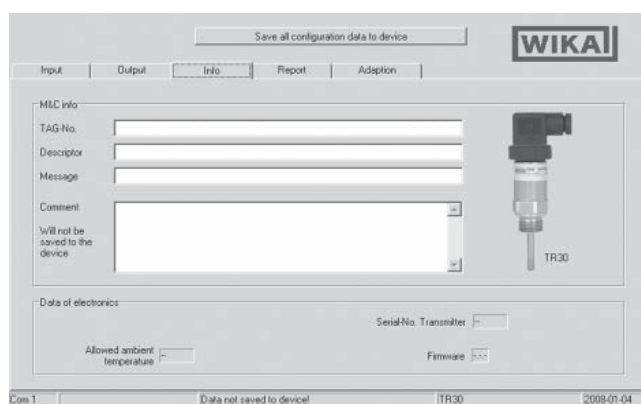 Save all configuration data to device
WIKAI
Input Output Info Report Adaption
M&C info
TAG-No.
Descriptor
Message
Comment
Will not be
saved to the
device
TR30
Data of electronics
Serial-No. Transmitter --
Allowed ambient
temperature --
Firmware -.-.-
Com 1 Data not saved to device! TR30 2008-01-04